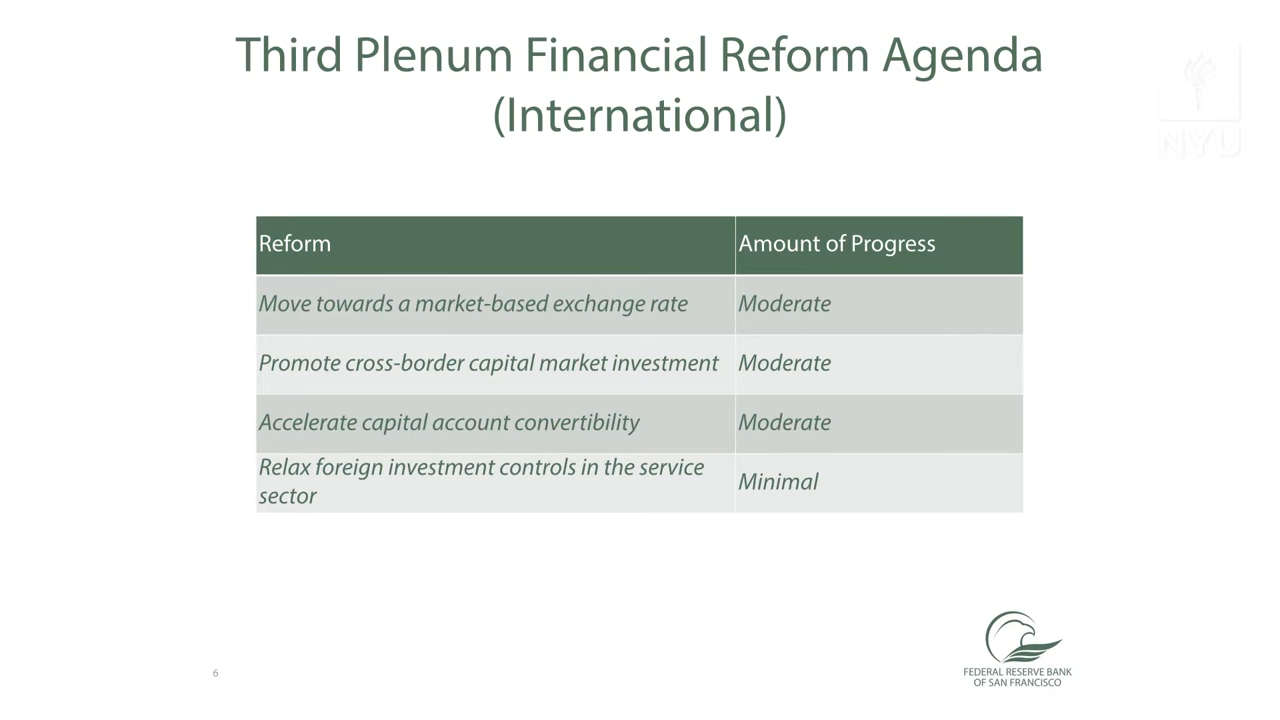 Third Plenum Financial Reform Agenda
(International)
NYU
Reform
Amount of Progress
Move towards a market-based exchange rate
Moderate
Promote cross-border capital market investment
Moderate
Accelerate capital account convertibility
Moderate
Relax foreign investment controls in the service
sector
Minimal
6
FEDERAL RESERVE BANK
OF SAN FRANCISCO